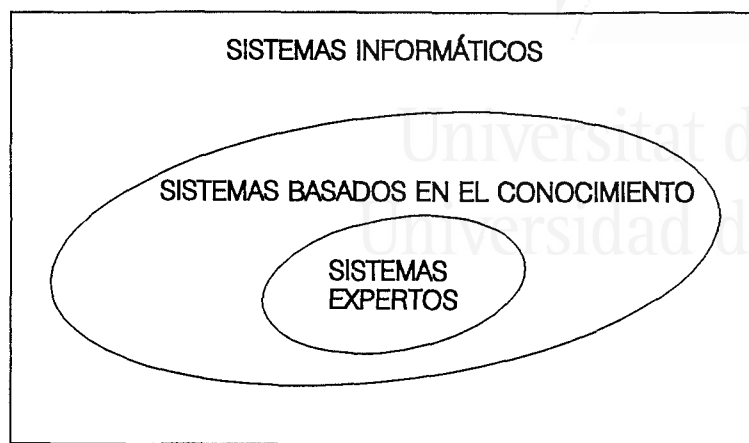 SISTEMAS INFORMÁTICOS
Universitat d
SISTEMAS BASADOS EN EL CONOCIMIENTO
Universidad d
SISTEMAS
EXPERTOS